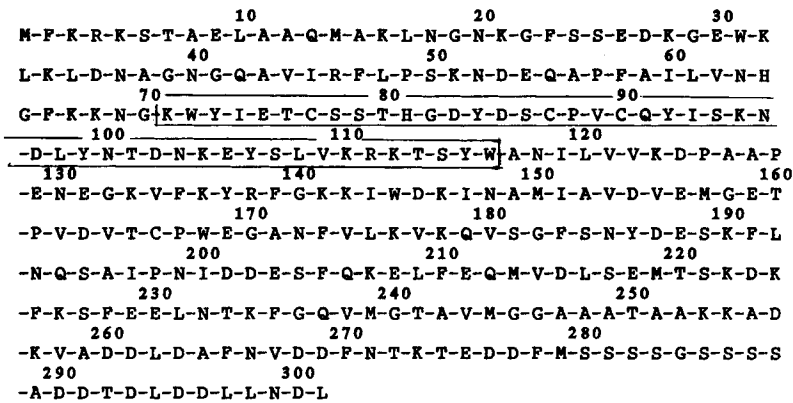 10 20 30
M-F-K-R-K-S-T-A-E-L-A-A-Q-M-A-K-L-N-G-N-K-G-F-S-S-E-D-K-G-E-W-K
40 50 60
L-K-L-D-N-A-G-N-G-Q-A-V-I-R-F-L-P-S-K-N-D-E-Q-A-P-F-A-I-L-V-N-H
70 80 90
G-F-K-K-N-G-K-W-Y-I-E-T-C-S-S-T-H-G-D-Y-D-S-C-P-V-C-Q-Y-I-S-K-N
100 110 120
-D-L-Y-N-T-D-N-K-E-Y-S-L-V-K-R-K-T-S-Y-W-A-N-I-L-V-V-K-D-P-A-A-P
130 140 150 160
-E-N-E-G-K-V-F-K-Y-R-F-G-K-K-I-W-D-K-I-N-A-M-I-A-V-D-V-E-M-G-E-T
170 180 190
-P-V-D-V-T-C-P-W-E-G-A-N-F-V-L-K-V-K-Q-V-S-G-F-S-N-Y-D-E-S-K-F-L
200 210 220
-N-Q-S-A-I-P-N-I-D-D-E-S-F-Q-K-E-L-F-E-Q-M-V-D-L-S-E-M-T-S-K-D-K
230 240 250
-F-K-S-F-E-E-L-N-T-K-F-G-Q-V-M-G-T-A-V-M-G-G-A-A-A-T-A-A-K-K-A-D
260 270 280
-K-V-A-D-D-L-D-A-F-N-V-D-D-F-N-T-K-T-E-D-D-F-M-S-S-S-S-G-S-S-S-S
290 300
-A-D-D-T-D-L-D-D-L-L-N-D-L